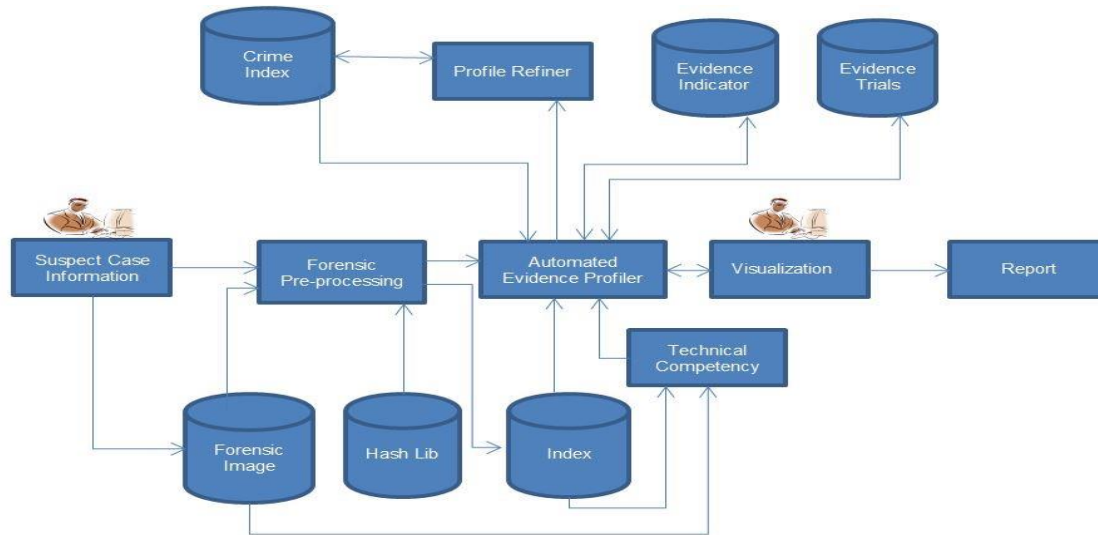 Crime
Index
Profile Refiner
Evidence
Indicator
Evidence
Trials
Suspect Case
Information
Forensic
Pre-processing
Automated
Evidence Profiler
Visualization
Report
Technical
Competency
Forensic
Image
Hash Lib
Index